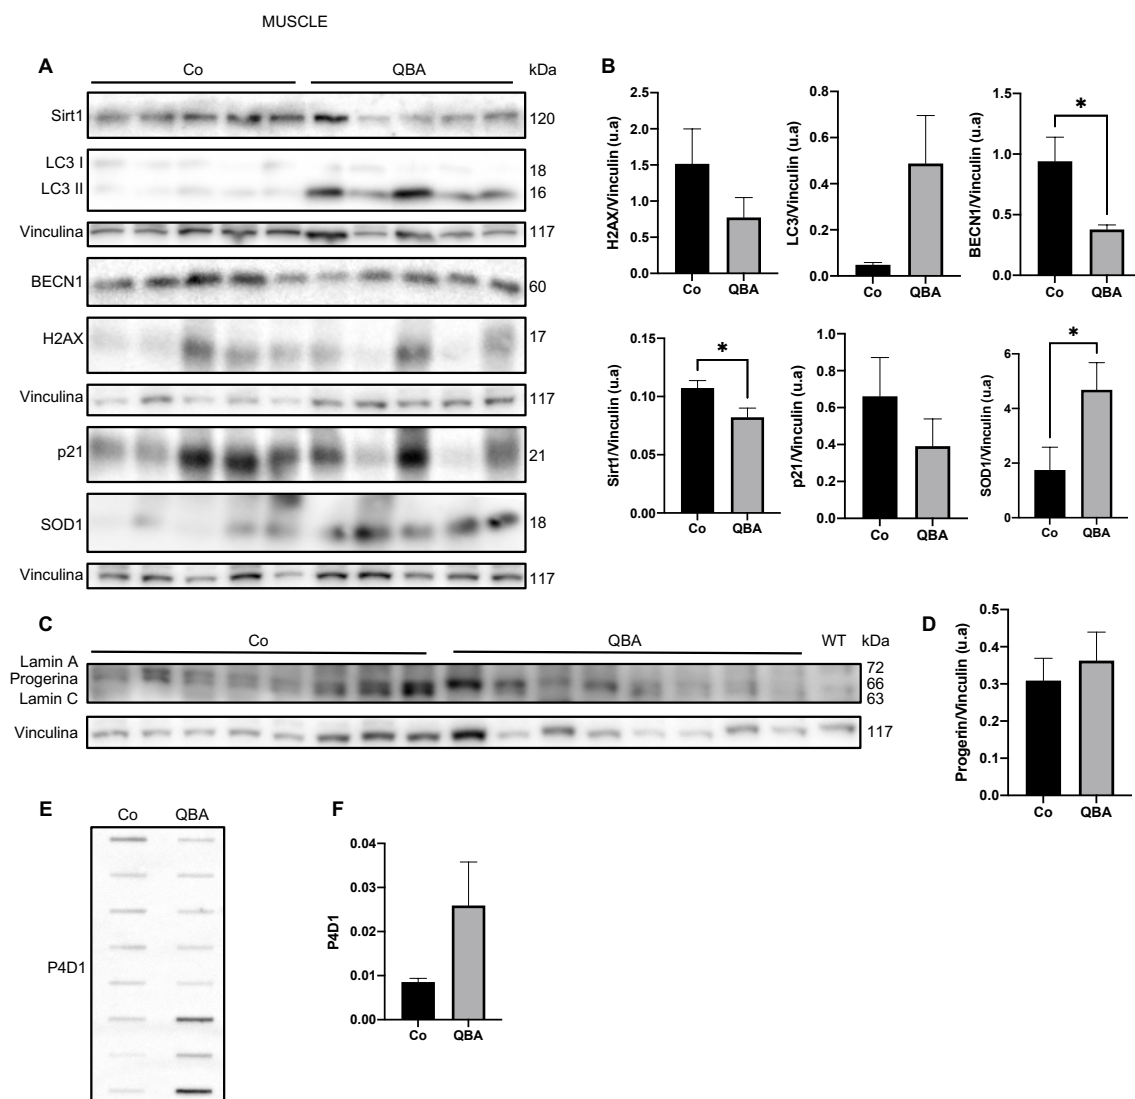 MUSCLE
A
Co QBA kDa
Sirt1 120
LC3 I 18
LC3 II 16
Vinculina 117
BECN1 60
H2AX 17
Vinculina 117
p21 21
SOD1 18
Vinculina 117
B
H2AX/Vinculin (u.a)
2.5
2.0
1.5
1.0
0.5
0.0
Co QBA
LC3/Vinculin (u.a)
0.8
0.6
0.4
0.2
0.0
Co QBA
BECN1/Vinculin (u.a)
1.5
1.0
0.5
0.0
*
Co QBA
Sirt1/Vinculin (u.a)
0.15
0.10
0.05
0.00
*
Co QBA
p21/Vinculin (u.a)
1.0
0.8
0.6
0.4
0.2
0.0
Co QBA
SOD1/Vinculin (u.a)
6
4
2
0
*
Co QBA
C
Co QBA WT kDa
Lamin A 72
Progerina 66
Lamin C 63
Vinculina 117
D
Progerin/Vinculin (u.a)
0.5
0.4
0.3
0.2
0.1
0.0
Co QBA
E
Co QBA
P4D1
F
P4D1
0.04
0.03
0.02
0.01
0.00
Co QBA